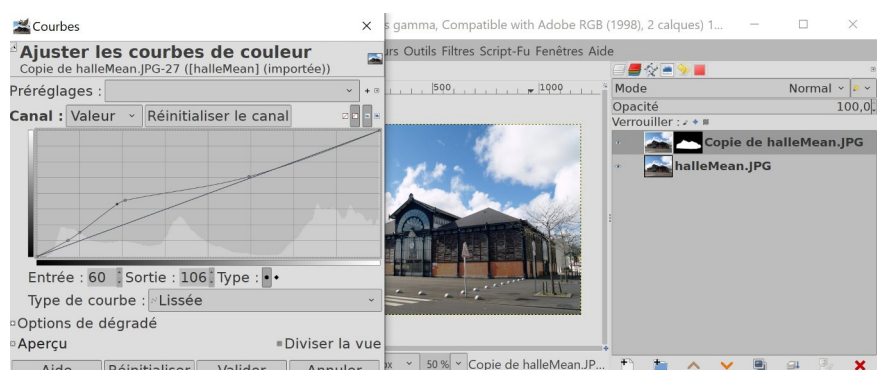 Courbes
Ajuster les courbes de couleur
Copie de halleMean.JPG-27 ([halleMean] (importée))
Préréglages :
Canal : Valeur Réinitialiser le canal
Entrée : 60 Sortie : 106 Type :
Type de courbe : Lissée
Options de dégradé
Aperçu Diviser la vue
Aide Réinitialiser Valider Annuler
s gamma, Compatible with Adobe RGB (1998), 2 calques) 1...
urs Outils Filtres Script-Fu Fenêtres Aide
500 1000
50 % Copie de halleMean.JP...
Mode Normal
Opacité 100,0
Verrouiller :
Copie de halleMean.JPG
halleMean.JPG